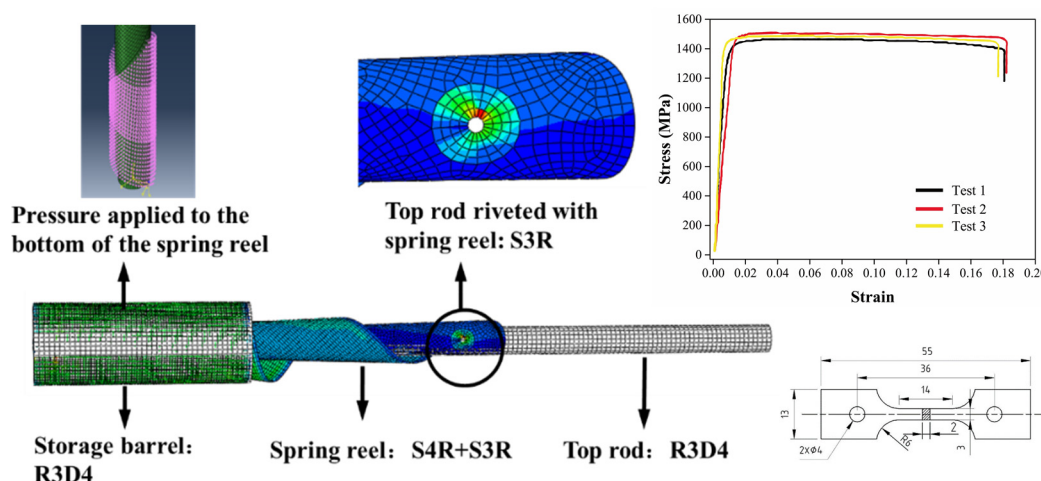 Pressure applied to the
bottom of the spring reel
Top rod riveted with
spring reel: S3R
Stress (MPa)
1600
1400
1200
1000
800
600
400
200
0
Test 1
Test 2
Test 3
0.00 0.02 0.04 0.06 0.08 0.10 0.12 0.14 0.16 0.18 0.20
Strain
Storage barrel:
R3D4
Spring reel: S4R+S3R
Top rod: R3D4
55
36
14
13
2xφ4
R6
2
3